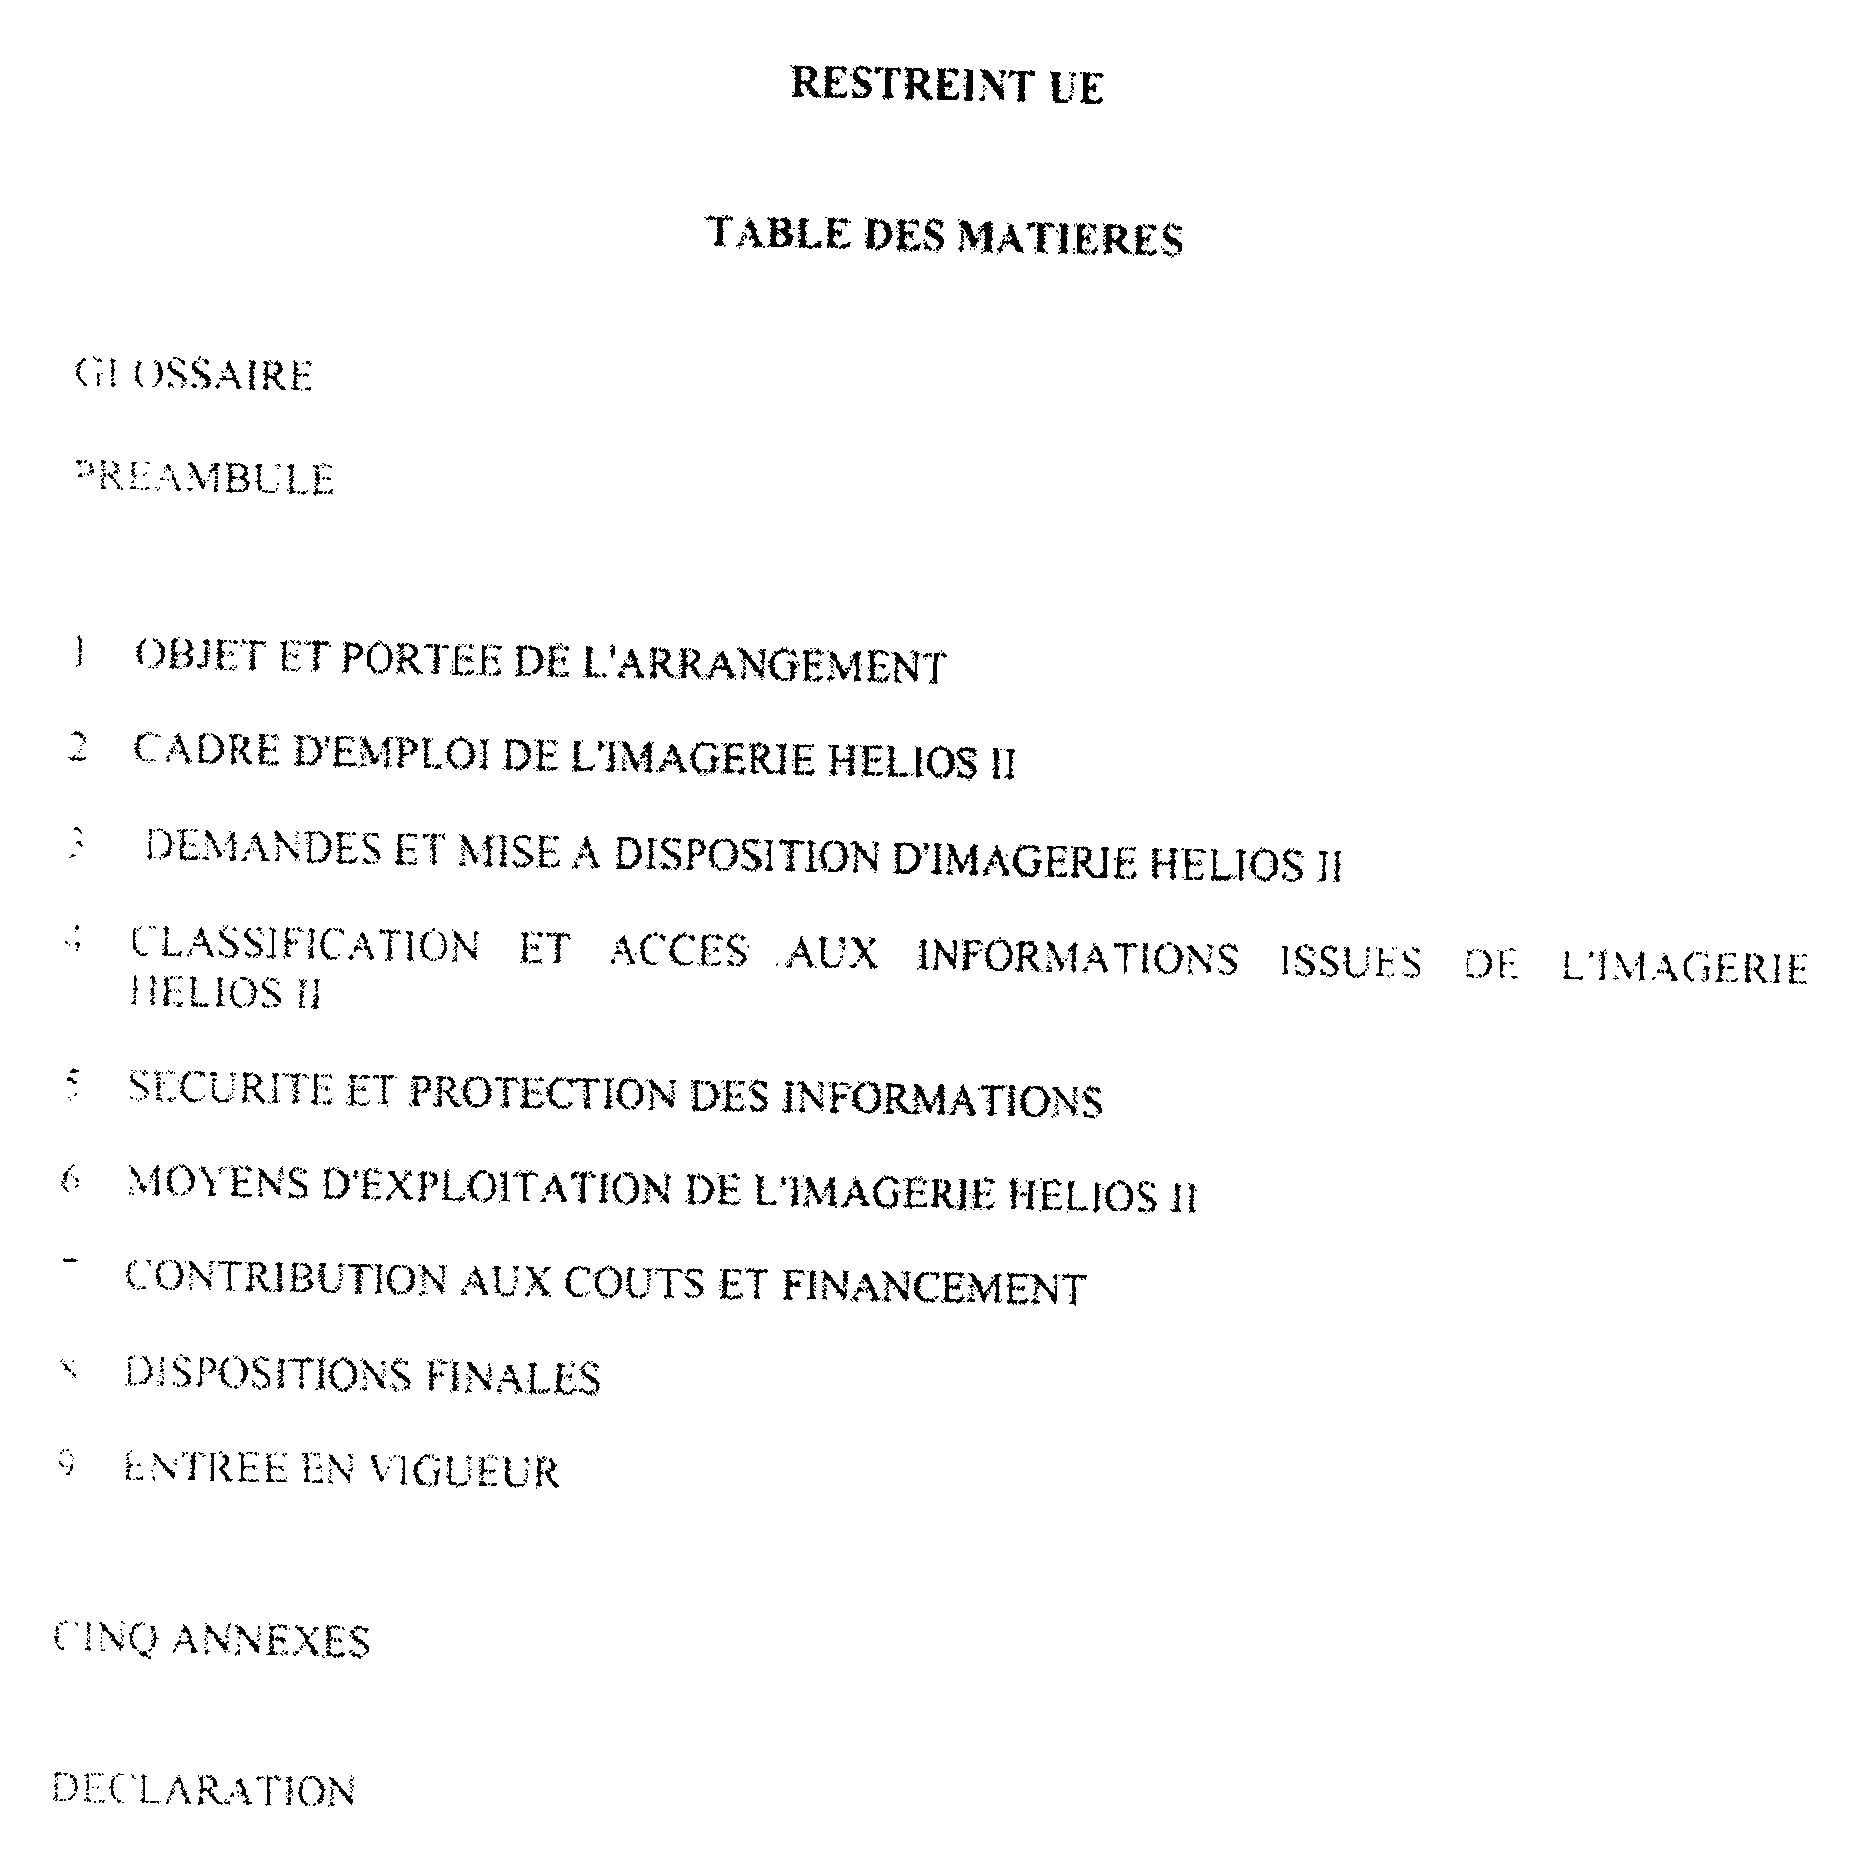 RESTREINT UE
TABLE DES MATIERES
GLOSSAIRE
PREAMBULE
1 OBJET ET PORTEE DE L'ARRANGEMENT
2 CADRE D'EMPLOI DE L'IMAGERIE HELIOS II
3 DEMANDES ET MISE A DISPOSITION D'IMAGERIE HELIOS II
4 CLASSIFICATION ET ACCES AUX INFORMATIONS ISSUES DE L'IMAGERIE
HELIOS II
5 SECURITE ET PROTECTION DES INFORMATIONS
6 MOYENS D'EXPLOITATION DE L'IMAGERIE HELIOS II
7 CONTRIBUTION AUX COUTS ET FINANCEMENT
8 DISPOSITIONS FINALES
9 ENTREE EN VIGUEUR
CINQ ANNEXES
DECLARATION